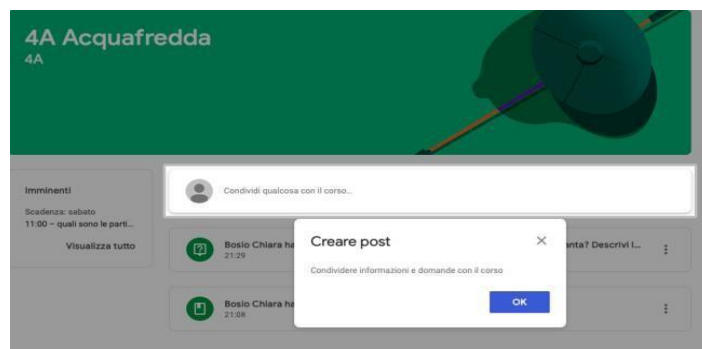 4A Acquafredda
4A
Imminenti
Scadenza: sabato
11:00 – quali sono le parti...
Visualizza tutto
Condividi qualcosa con il corso...
Bosio Chiara ha
anta? Descrivi l...
21:29
Creare post
Condividere informazioni e domande con il corso
OK
Bosio Chiara ha
21:08